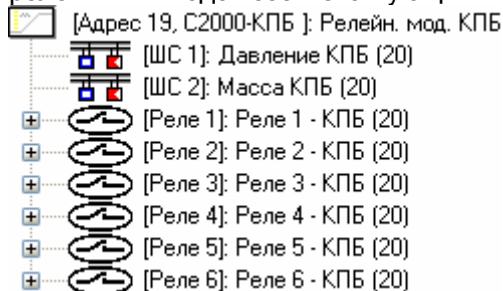 [Адрес 19, С2000-КПБ ]: Релейн. мод. КПБ
[ШС 1]: Давление КПБ (20)
[ШС 2]: Масса КПБ (20)
[Реле 1]: Реле 1 - КПБ (20)
[Реле 2]: Реле 2 - КПБ (20)
[Реле 3]: Реле 3 - КПБ (20)
[Реле 4]: Реле 4 - КПБ (20)
[Реле 5]: Реле 5 - КПБ (20)
[Реле 6]: Реле 6 - КПБ (20)